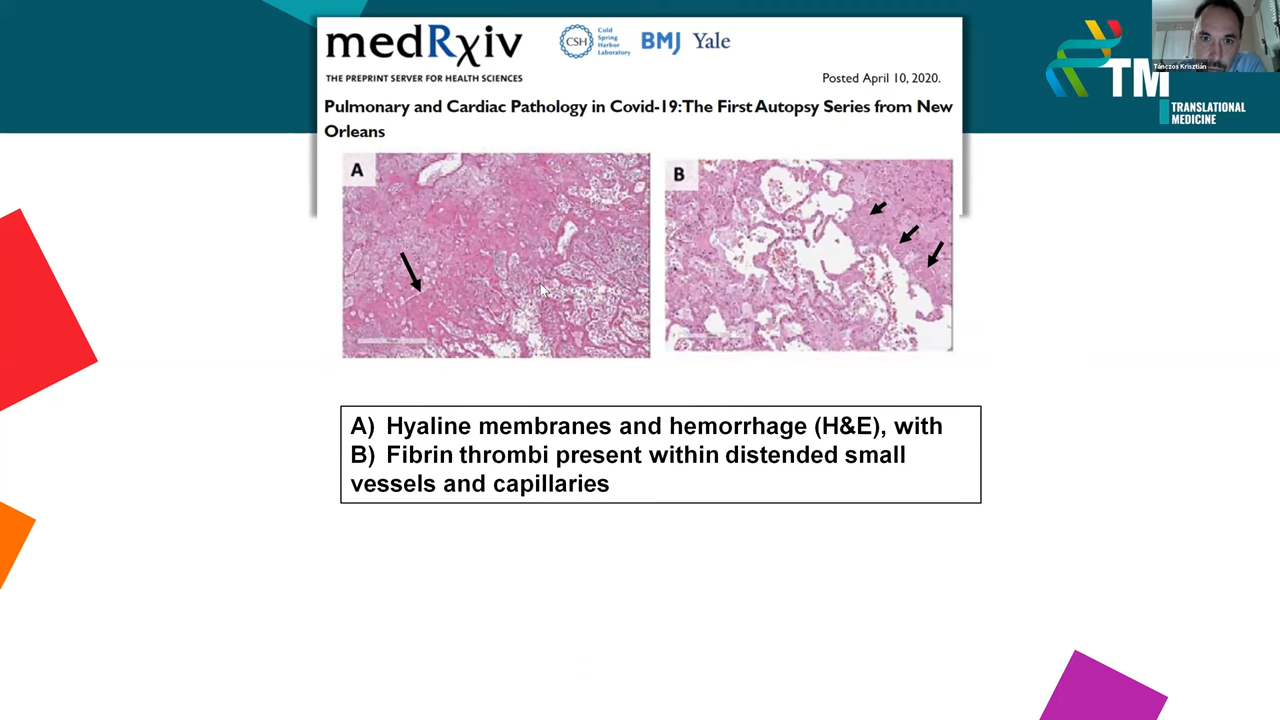 medRxiv
CSH
Cold
Spring
Harbor
Laboratory
BMJ Yale
THE PREPRINT SERVER FOR HEALTH SCIENCES
Posted April 10, 2020.
Pulmonary and Cardiac Pathology in Covid-19:The First Autopsy Series from New
Orleans
A
B
A) Hyaline membranes and hemorrhage (H&E), with
B) Fibrin thrombi present within distended small
vessels and capillaries
Tánczos Krisztián
TM
TRANSLATIONAL
MEDICINE